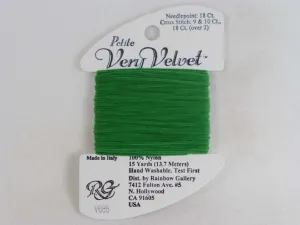 Needlepoint: 18 Ct.
Cross Stitch: 9 & 10 Ct.,
18 Ct. (over 2)
Petite
Very Velvet™
Made in Italy
100% Nylon
15 Yards (13.7 Meters)
Hand Washable, Test First
Dist. by Rainbow Gallery
7412 Fulton Ave. #5
N. Hollywood
CA 91605
USA
RG